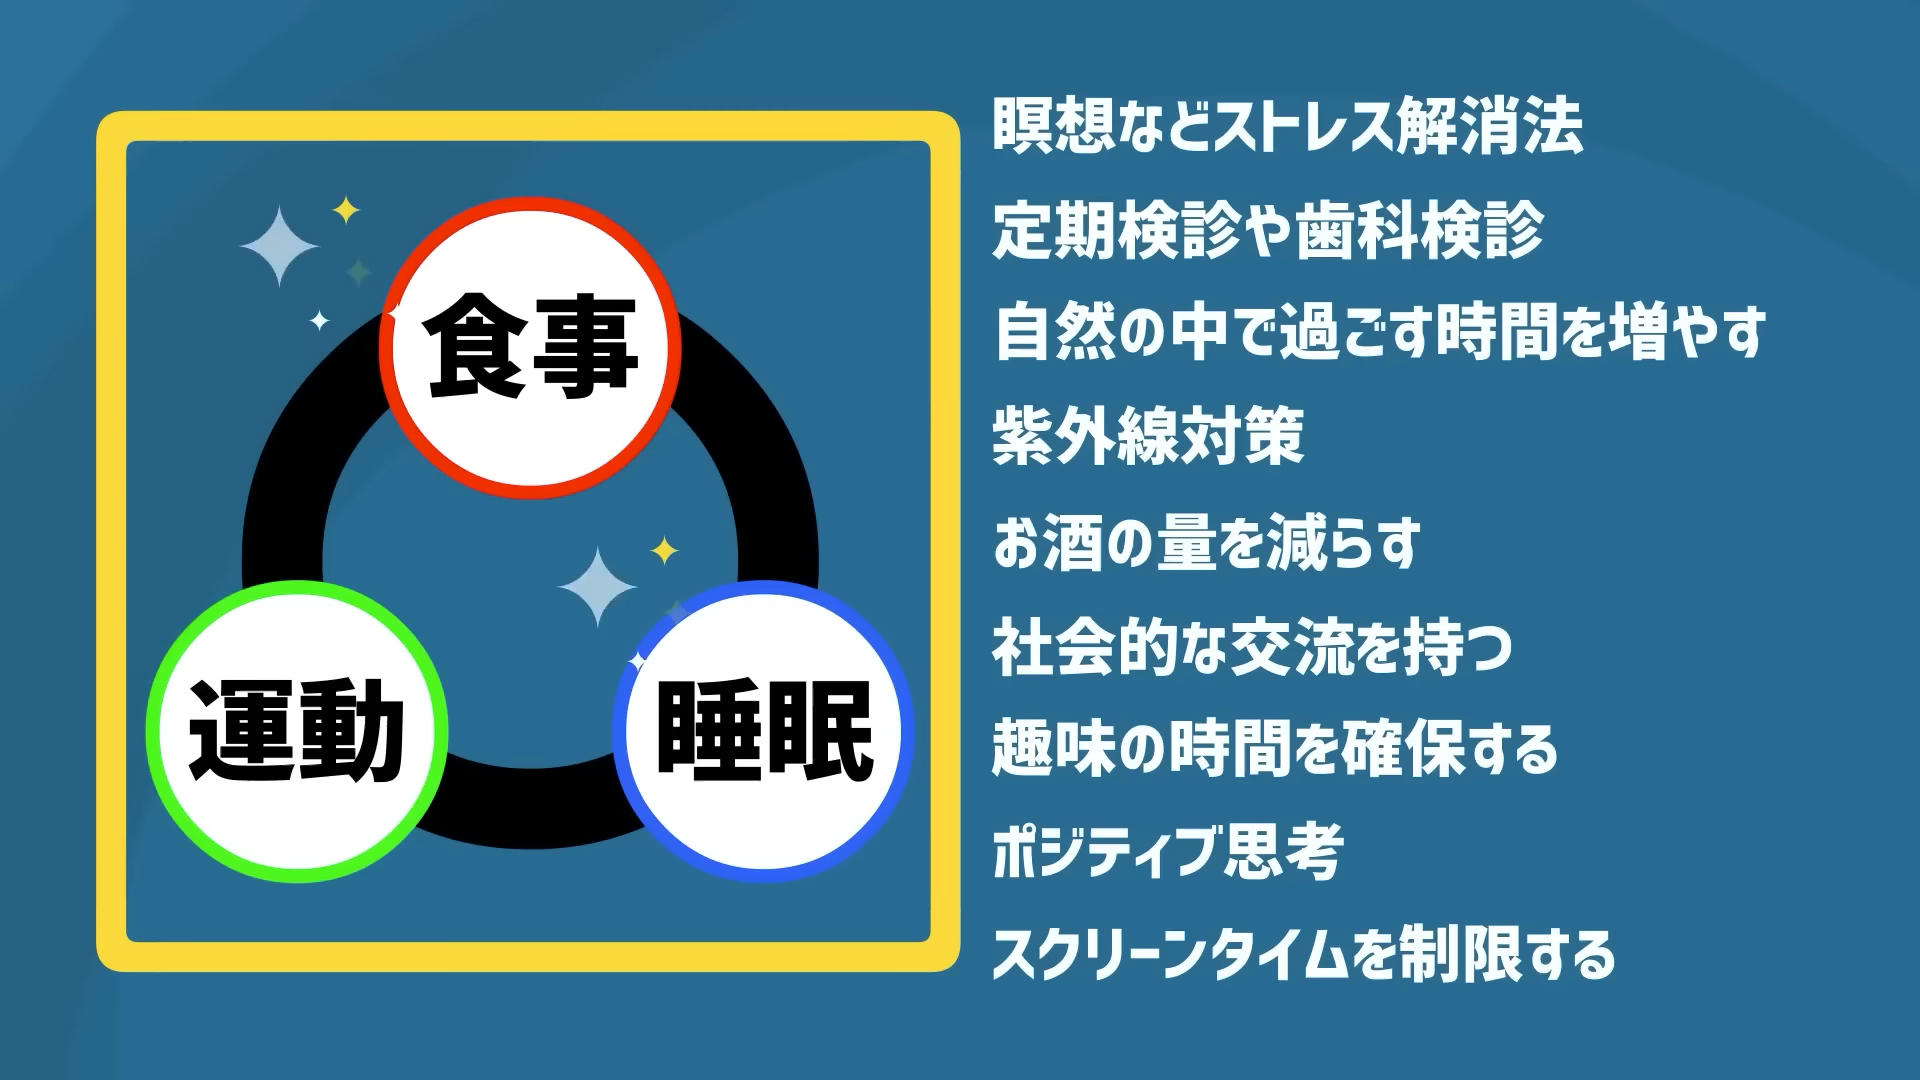 食事
運動
睡眠
瞑想などストレス解消法
定期検診や歯科検診
自然の中で過ごす時間を増やす
紫外線対策
お酒の量を減らす
社会的な交流を持つ
趣味の時間を確保する
ポジティブ思考
スクリーンタイムを制限する